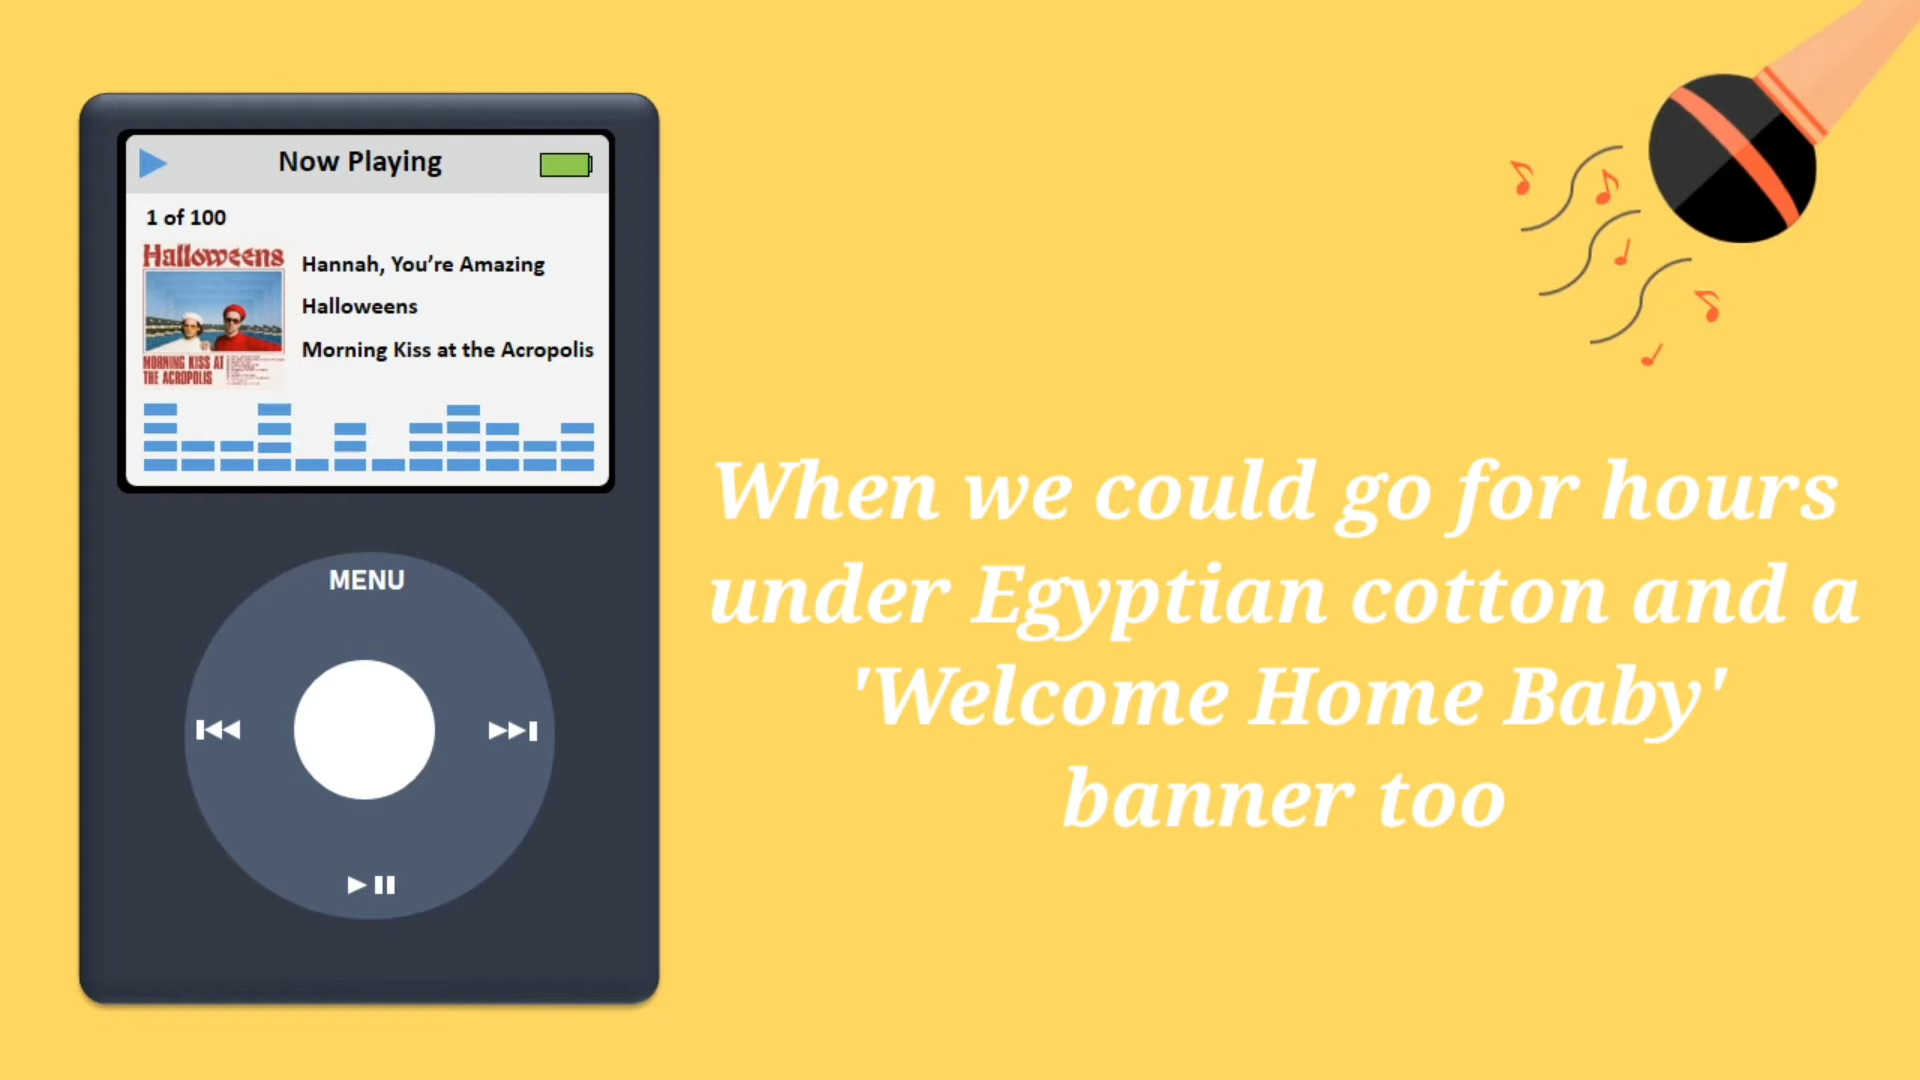 Now Playing
1 of 100
Halloweens
MORNING KISS AT
THE ACROPOLIS
Hannah, You're Amazing
Halloweens
Morning Kiss at the Acropolis
MENU
When we could go for hours
under Egyptian cotton and a
'Welcome Home Baby'
banner too